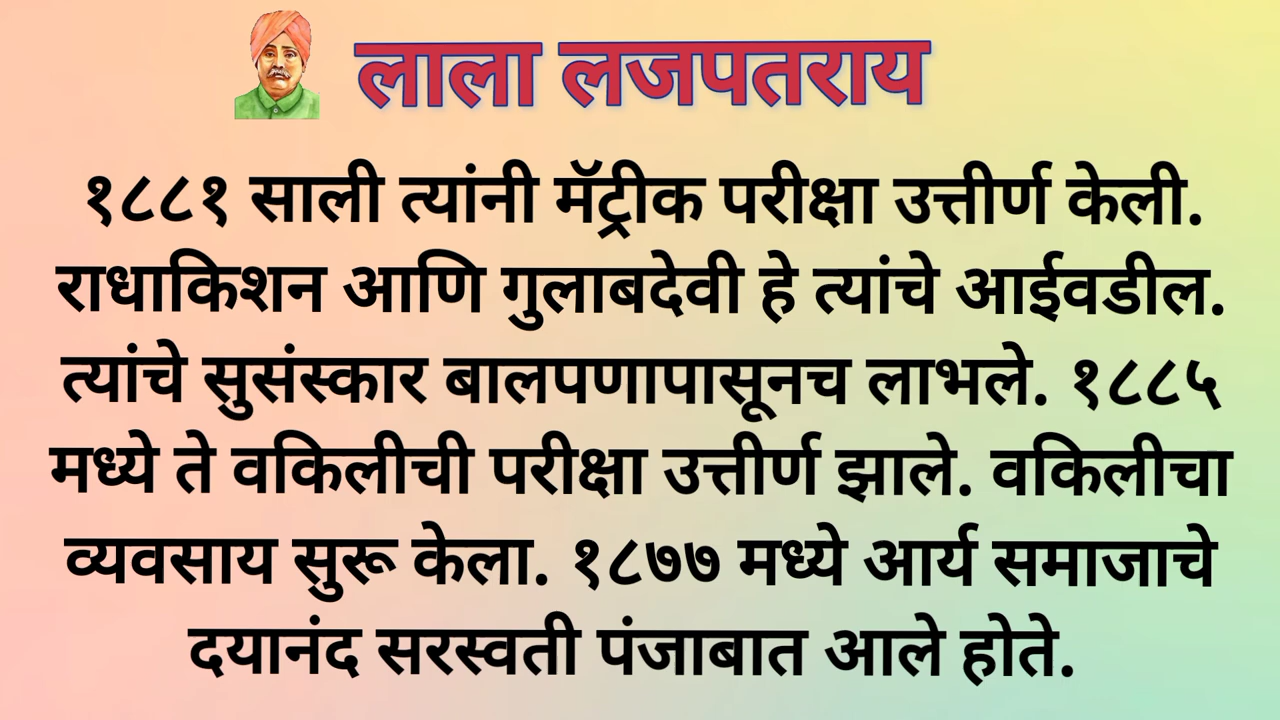 लाला लजपतराय
१८८१ साली त्यांनी मॅट्रीक परीक्षा उत्तीर्ण केली.
राधाकिशन आणि गुलाबदेवी हे त्यांचे आईवडील.
त्यांचे सुसंस्कार बालपणापासूनच लाभले. १८८५
मध्ये ते वकिलीची परीक्षा उत्तीर्ण झाले. वकिलीचा
व्यवसाय सुरू केला. १८७७ मध्ये आर्य समाजाचे
दयानंद सरस्वती पंजाबात आले होते.